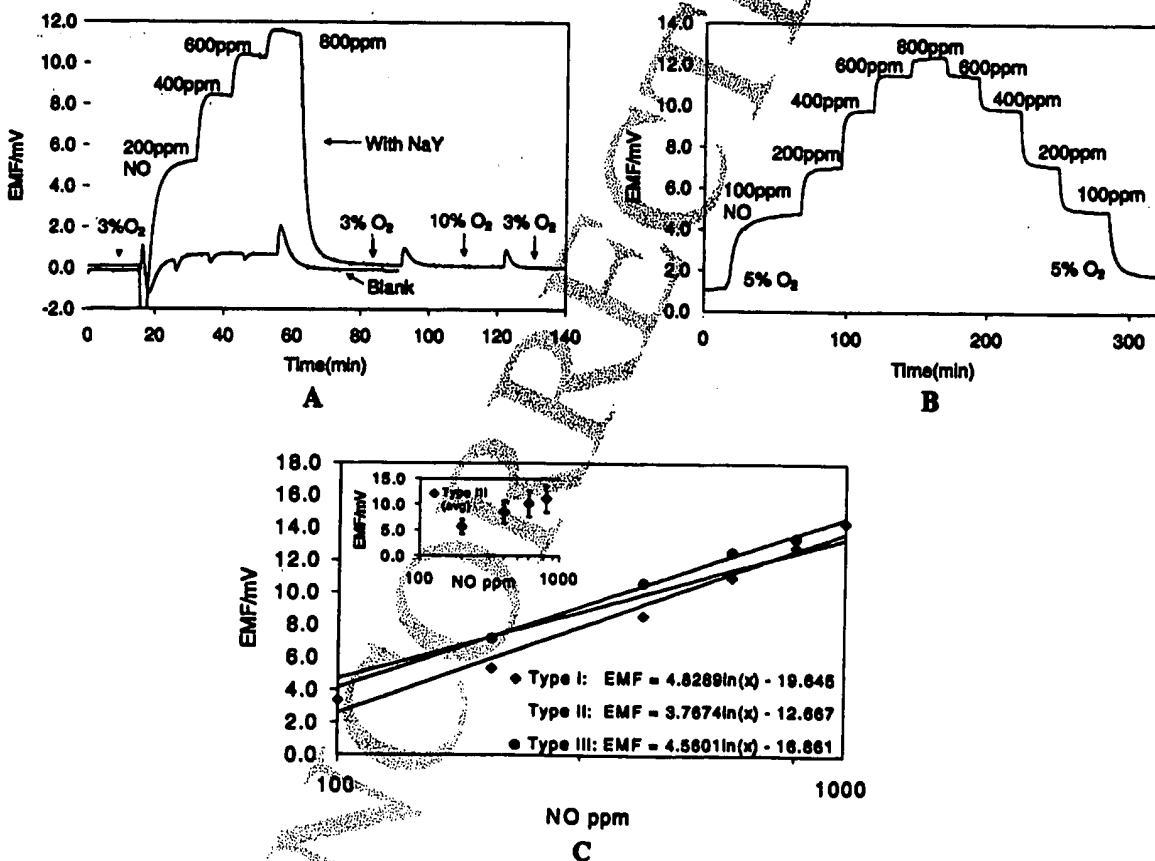 12.0
10.0
8.0
6.0
4.0
2.0
0.0
-2.0
EMF/mV
600ppm
800ppm
400ppm
200ppm
NO
With NaY
3%O2
3% O2
10% O2
3% O2
Blank
0
20
40
60
80
100
120
140
Time(min)
A
14.0
12.0
10.0
8.0
6.0
4.0
2.0
0.0
EMF/mV
800ppm
600ppm
600ppm
400ppm
400ppm
200ppm
200ppm
100ppm
NO
100ppm
5% O2
5% O2
0
100
200
300
Time(min)
B
18.0
16.0
14.0
12.0
10.0
8.0
6.0
4.0
2.0
0.0
EMF/mV
15.0
10.0
5.0
0.0
EMF/mV
Type III
(avg)
100
NO ppm
1000
Type I: EMF = 4.8289ln(x) - 19.645
Type II: EMF = 3.7674ln(x) - 12.667
Type III: EMF = 4.5601ln(x) - 16.861
100
1000
NO ppm
C